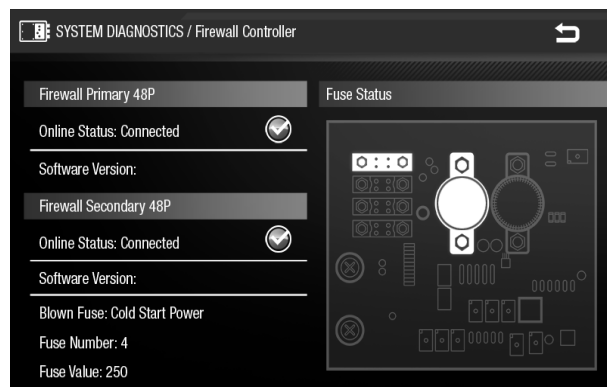 SYSTEM DIAGNOSTICS / Firewall Controller
Firewall Primary 48P
Online Status: Connected
Software Version:
Firewall Secondary 48P
Online Status: Connected
Software Version:
Blown Fuse: Cold Start Power
Fuse Number: 4
Fuse Value: 250
Fuse Status